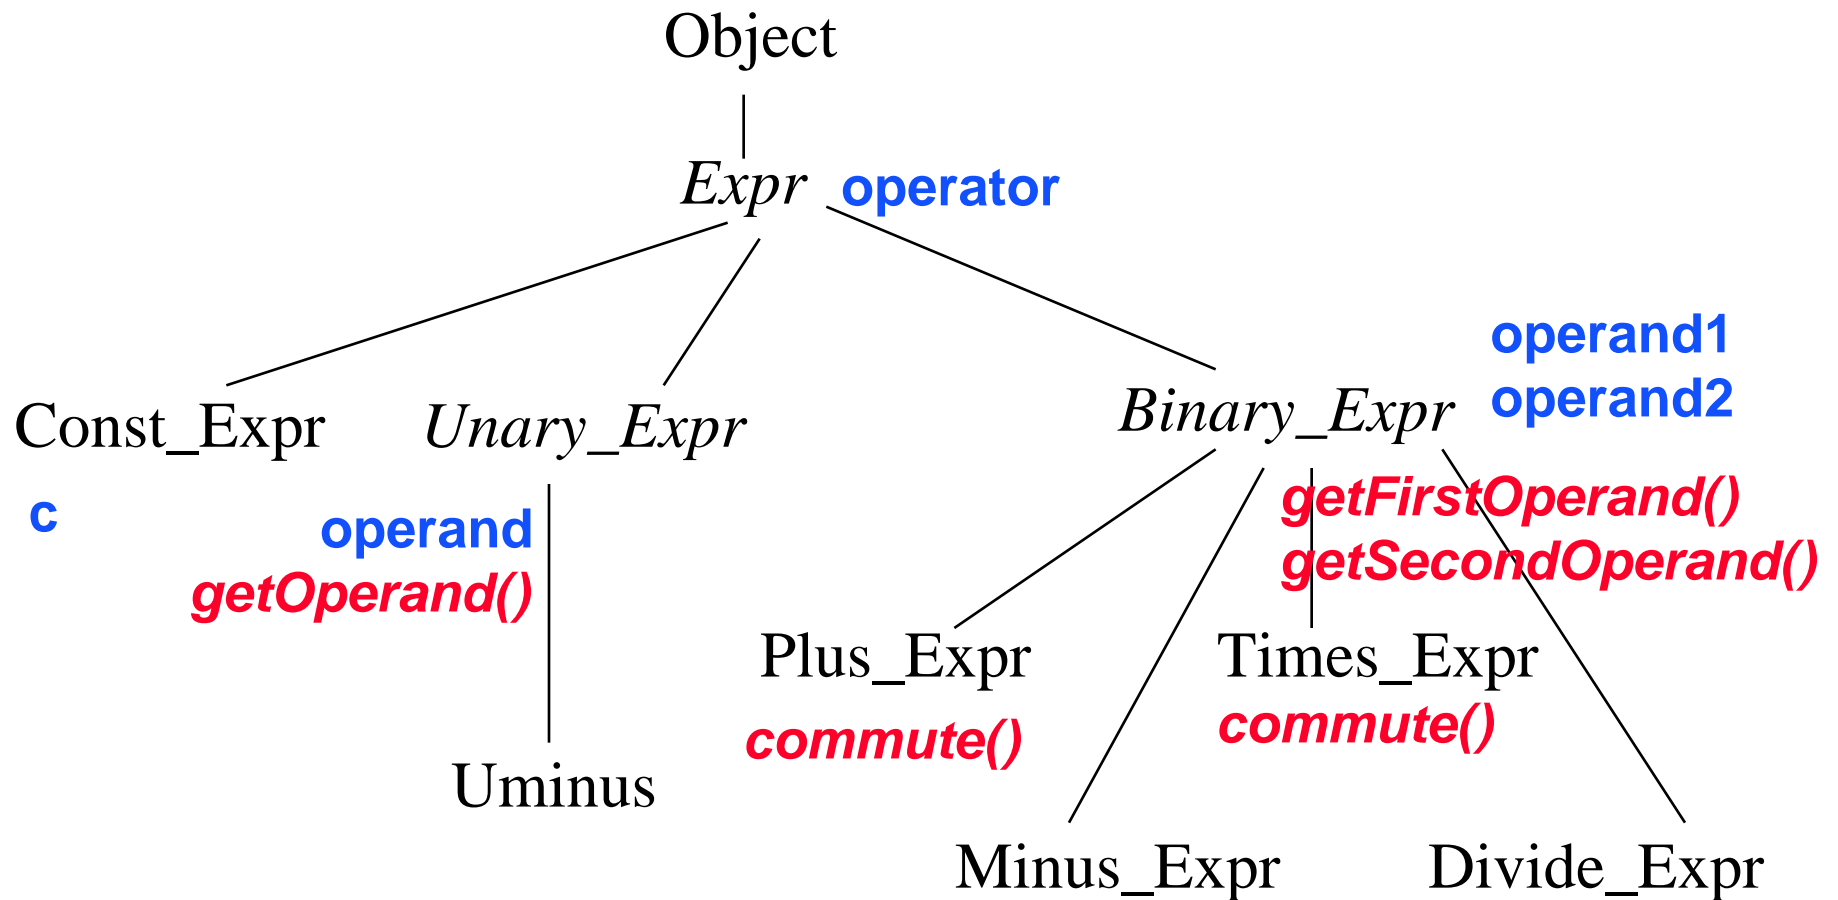 Object
Expr operator
operand1
operand2
Const_Expr Unary_Expr Binary_Expr
c
operand
getOperand()
getFirstOperand()
getSecondOperand()
Plus_Expr Times_Expr
commute() commute()
Uminus
Minus_Expr Divide_Expr